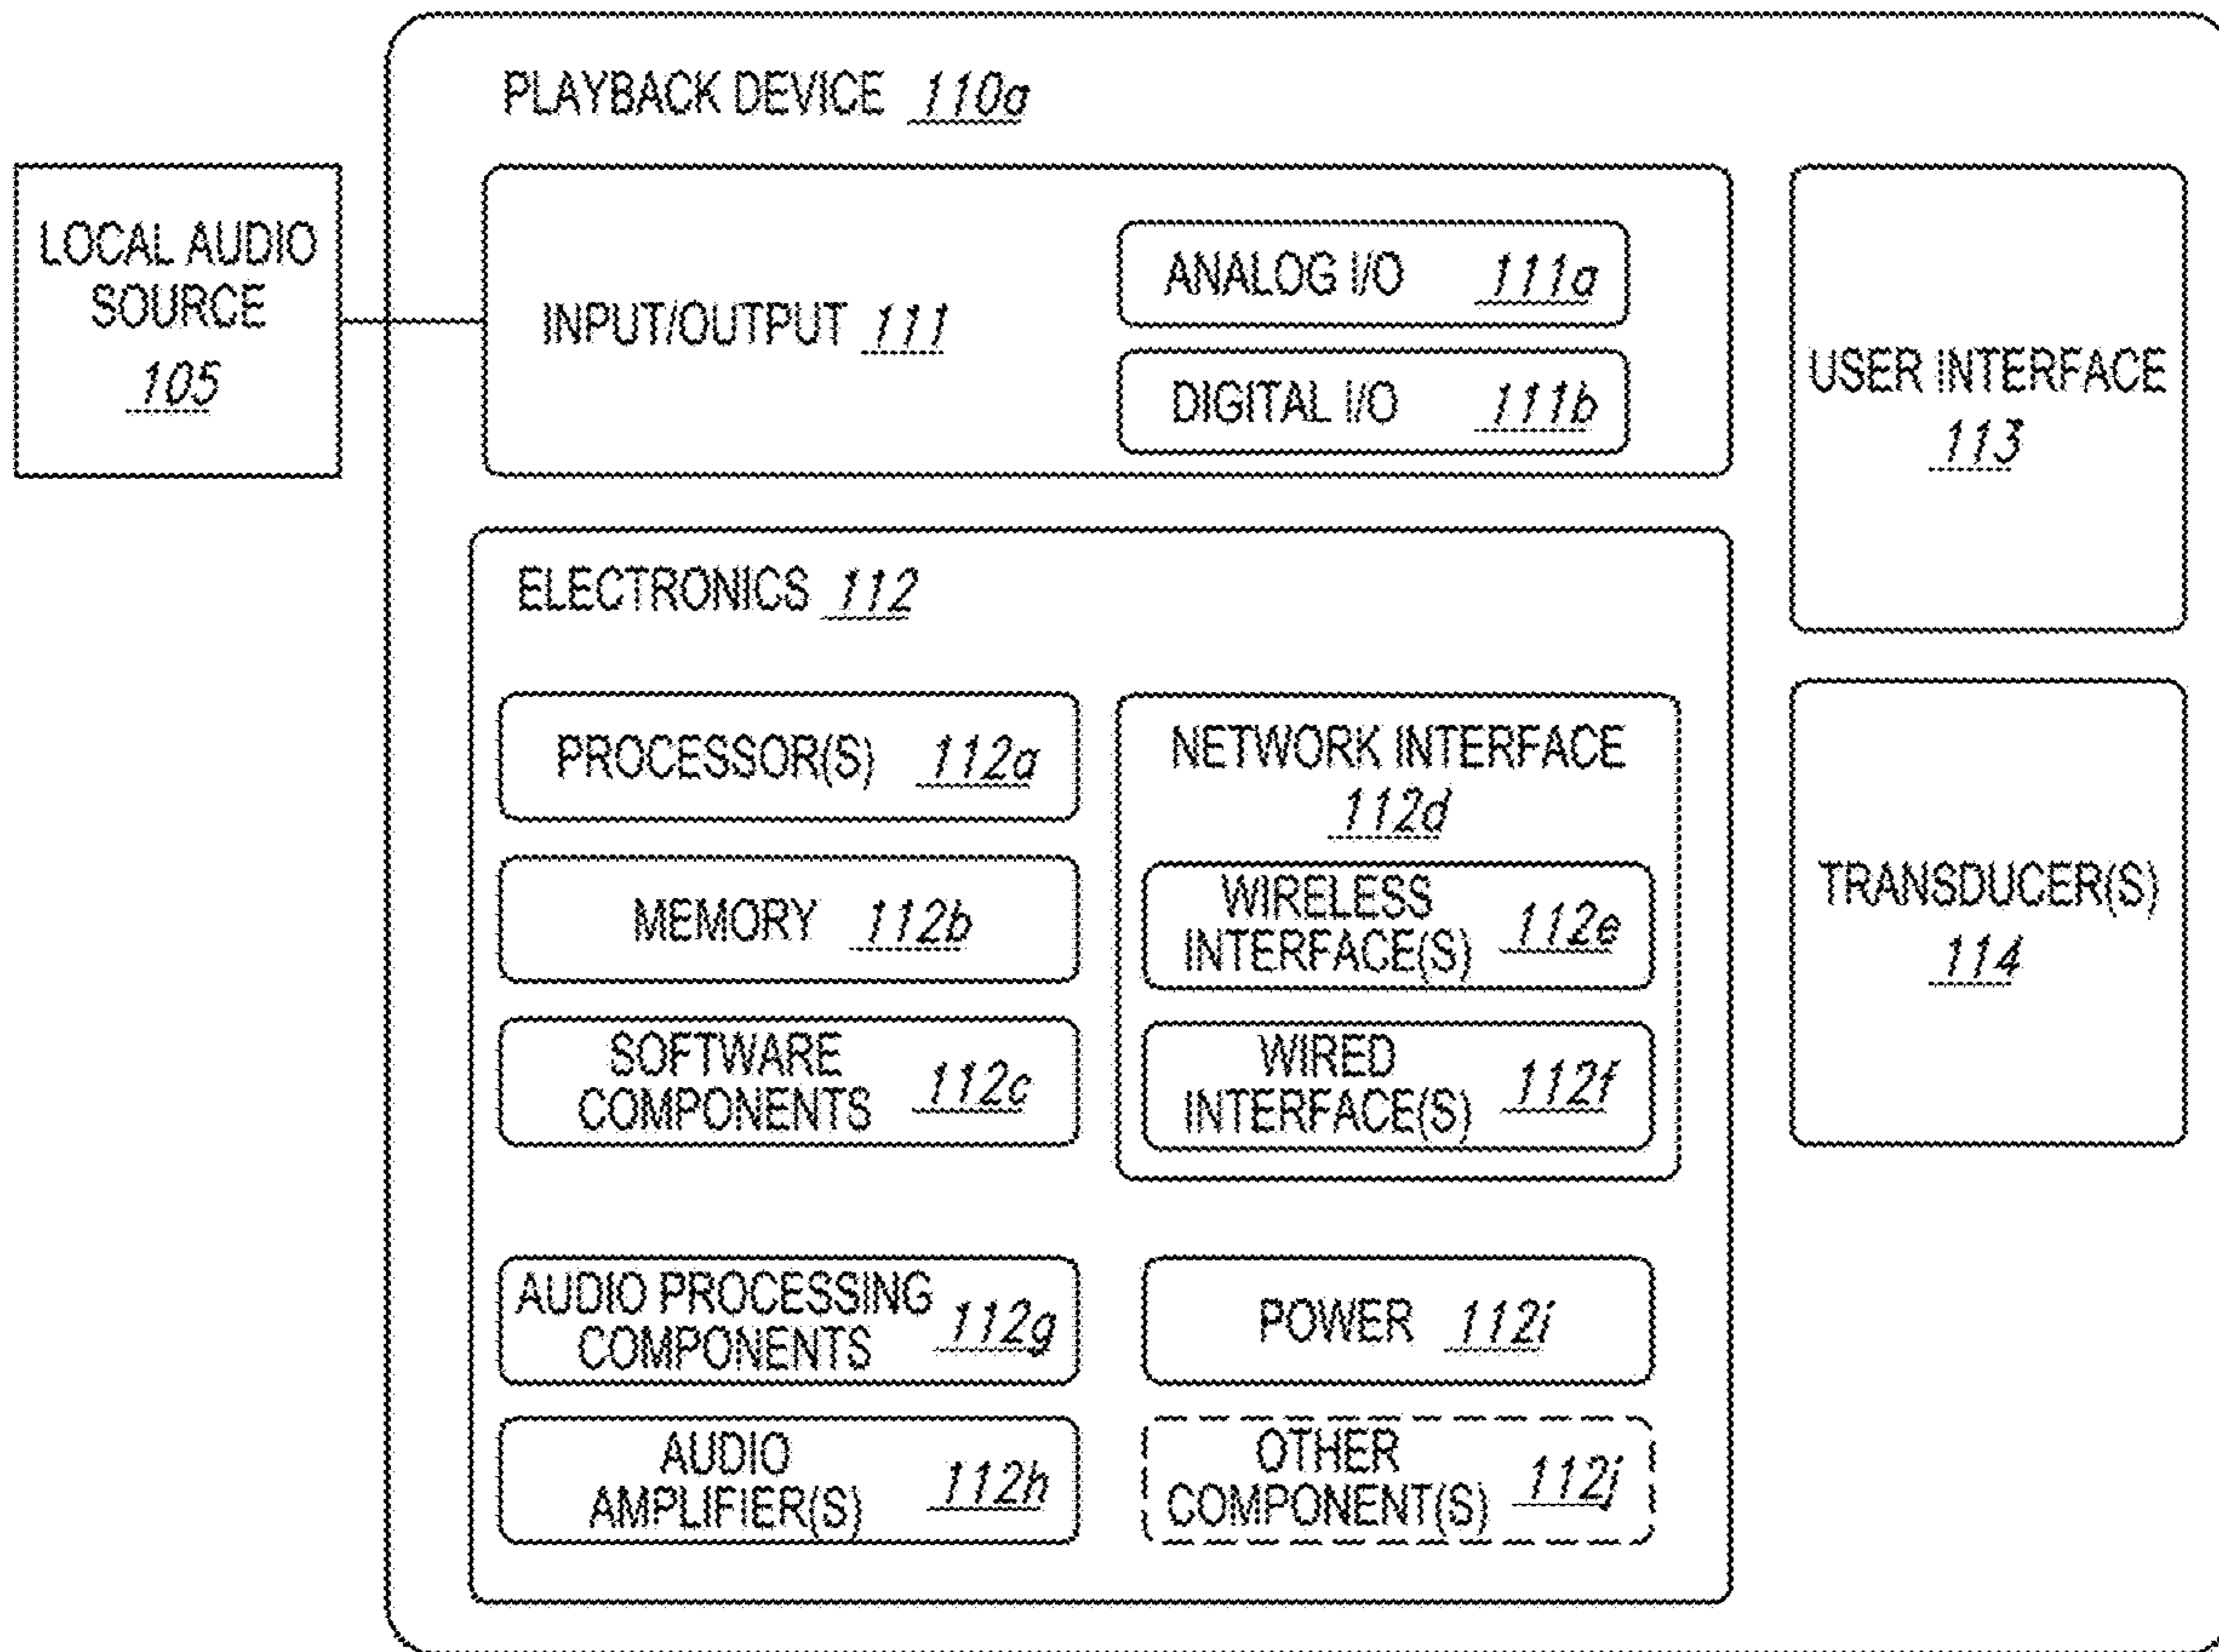 PLAYBACK DEVICE 110a
LOCAL AUDIO
SOURCE
105
INPUT/OUTPUT 111
ANALOG I/O 111a
DIGITAL I/O 111b
USER INTERFACE
113
ELECTRONICS 112
PROCESSOR(S) 112a
MEMORY 112b
SOFTWARE
COMPONENTS 112c
NETWORK INTERFACE
112d
WIRELESS
INTERFACE(S) 112e
WIRED
INTERFACE(S) 112f
TRANSDUCER(S)
114
AUDIO PROCESSING
COMPONENTS 112g
POWER 112i
AUDIO
AMPLIFIER(S) 112h
OTHER
COMPONENT(S) 112j